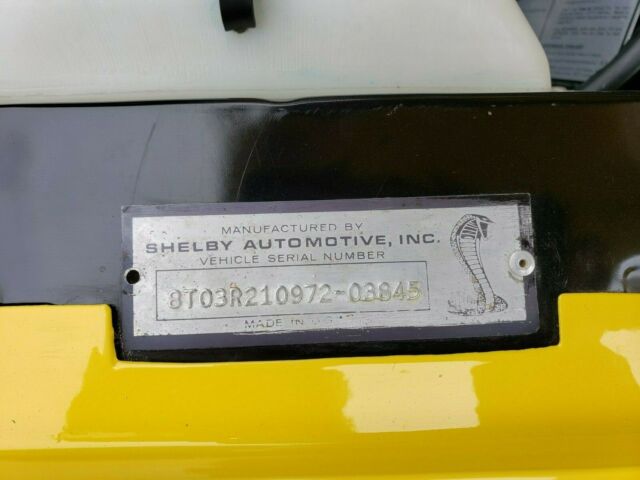 MANUFACTURED BY
SHELBY AUTOMOTIVE, INC.
VEHICLE SERIAL NUMBER
8T03R210972-03845
MADE IN